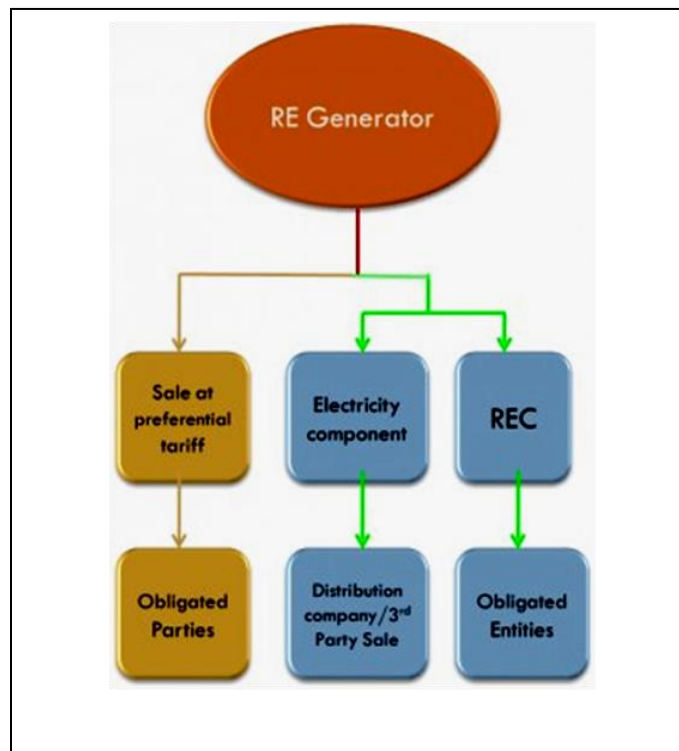 RE Generator
Sale at
preferential
tariff
Electricity
component
REC
Obligated
Parties
Distribution
company/3rd
Party Sale
Obligated
Entities